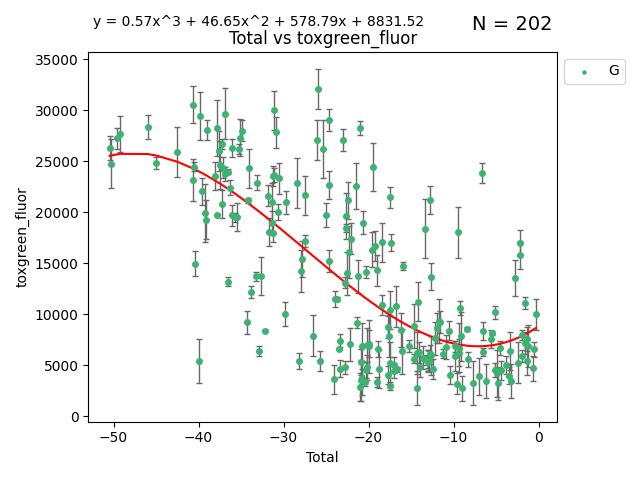 y = 0.57x^3 + 46.65x^2 + 578.79x + 8831.52
N = 202
Total vs toxgreen_fluor
G
35000
30000
25000
20000
15000
10000
5000
0
toxgreen_fluor
−50
−40
−30
−20
−10
0
Total